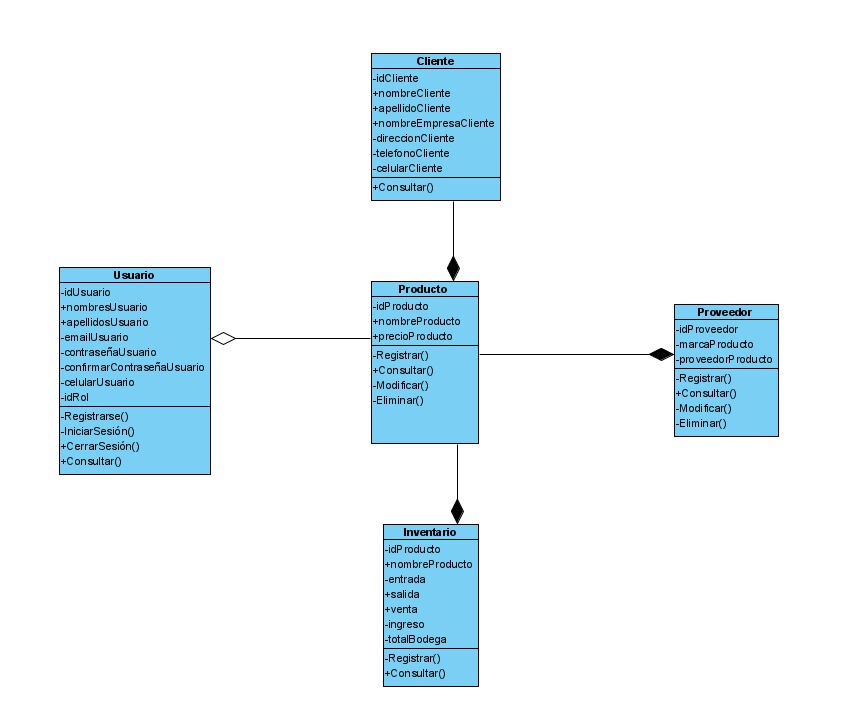 Cliente
-idCliente
+nombreCliente
+apellidoCliente
+nombreEmpresaCliente
-direccionCliente
-telefonoCliente
-celularCliente
+Consultar()
Usuario
-idUsuario
+nombresUsuario
+apellidosUsuario
-emailUsuario
-contraseñaUsuario
-confirmarContraseñaUsuario
-celularUsuario
-idRol
-Registrarse()
-IniciarSesión()
+CerrarSesión()
+Consultar()
Producto
-idProducto
+nombreProducto
+precioProducto
-Registrar()
+Consultar()
-Modificar()
-Eliminar()
Proveedor
-idProveedor
-marcaProducto
-proveedorProducto
-Registrar()
+Consultar()
-Modificar()
-Eliminar()
Inventario
-idProducto
+nombreProducto
-entrada
+salida
+venta
-ingreso
-totalBodega
-Registrar()
+Consultar()